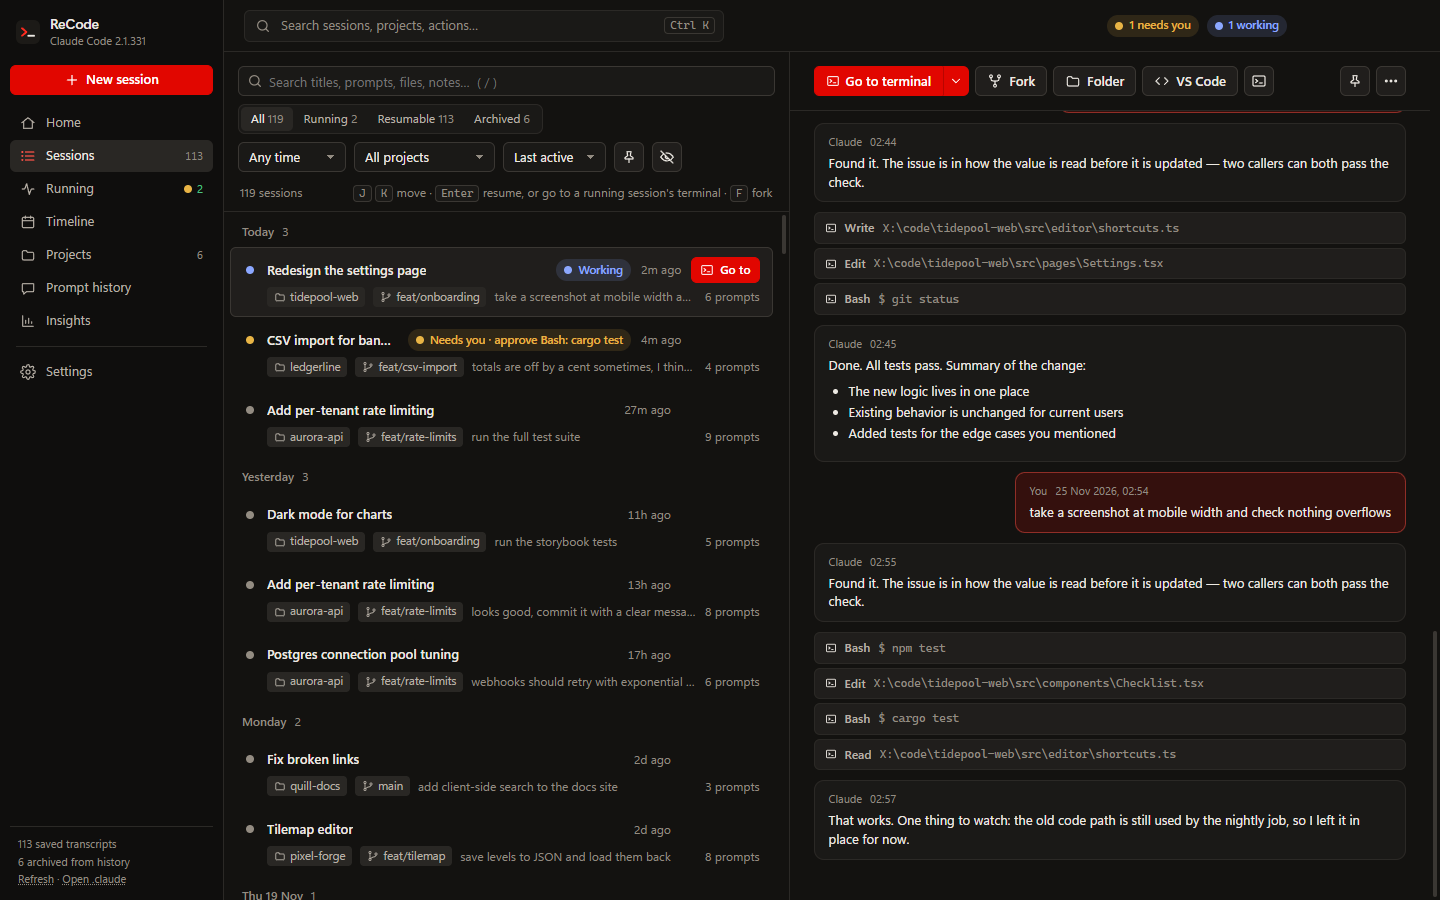 ReCode
Claude Code 2.1.331
New session
Home
Sessions 113
Running 2
Timeline
Projects 6
Prompt history
Insights
Settings
113 saved transcripts
6 archived from history
Refresh · Open .claude
Search sessions, projects, actions... Ctrl K
1 needs you 1 working
Search titles, prompts, files, notes... ( / )
All 119 Running 2 Resumable 113 Archived 6
Any time All projects Last active
119 sessions J K move · Enter resume, or go to a running session's terminal · F fork
Today 3
Redesign the settings page Working 2m ago Go to
tidepool-web feat/onboarding take a screenshot at mobile width a... 6 prompts
CSV import for ban... Needs you · approve Bash: cargo test 4m ago
ledgerline feat/csv-import totals are off by a cent sometimes, I thin... 4 prompts
Add per-tenant rate limiting 27m ago
aurora-api feat/rate-limits run the full test suite 9 prompts
Yesterday 3
Dark mode for charts 11h ago
tidepool-web feat/onboarding run the storybook tests 5 prompts
Add per-tenant rate limiting 13h ago
aurora-api feat/rate-limits looks good, commit it with a clear messa... 8 prompts
Postgres connection pool tuning 17h ago
aurora-api feat/rate-limits webhooks should retry with exponential ... 6 prompts
Monday 2
Fix broken links 2d ago
quill-docs main add client-side search to the docs site 3 prompts
Tilemap editor 2d ago
pixel-forge feat/tilemap save levels to JSON and load them back 8 prompts
Thu 19 Nov 1
Go to terminal Fork Folder VS Code
Claude 02:44
Found it. The issue is in how the value is read before it is updated — two callers can both pass the
check.
Write X:\code\tidepool-web\src\editor\shortcuts.ts
Edit X:\code\tidepool-web\src\pages\Settings.tsx
Bash $ git status
Claude 02:45
Done. All tests pass. Summary of the change:
• The new logic lives in one place
• Existing behavior is unchanged for current users
• Added tests for the edge cases you mentioned
You 25 Nov 2026, 02:54
take a screenshot at mobile width and check nothing overflows
Claude 02:55
Found it. The issue is in how the value is read before it is updated — two callers can both pass the
check.
Bash $ npm test
Edit X:\code\tidepool-web\src\components\Checklist.tsx
Bash $ cargo test
Read X:\code\tidepool-web\src\editor\shortcuts.ts
Claude 02:57
That works. One thing to watch: the old code path is still used by the nightly job, so I left it in
place for now.